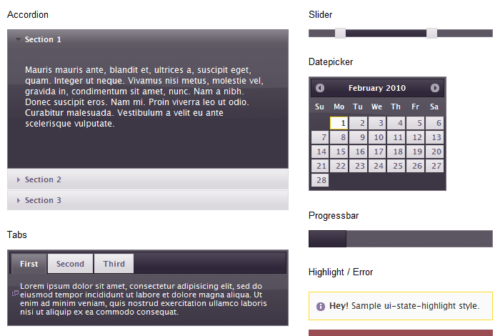 Accordion
Section 1
Mauris mauris ante, blandit et, ultrices a, suscipit eget,
quam. Integer ut neque. Vivamus nisi metus, molestie vel,
gravida in, condimentum sit amet, nunc. Nam a nibh.
Donec suscipit eros. Nam mi. Proin viverra leo ut odio.
Curabitur malesuada. Vestibulum a velit eu ante
scelerisque vulputate.
Section 2
Section 3
Tabs
First Second Third
Lorem ipsum dolor sit amet, consectetur adipisicing elit, sed do
eiusmod tempor incididunt ut labore et dolore magna aliqua. Ut
enim ad minim veniam, quis nostrud exercitation ullamco laboris
nisi ut aliquip ex ea commodo consequat.
Slider
Datepicker
February 2010
Su Mo Tu We Th Fr Sa
1 2 3 4 5 6
7 8 9 10 11 12 13
14 15 16 17 18 19 20
21 22 23 24 25 26 27
28
Progressbar
Highlight / Error
Hey! Sample ui-state-highlight style.